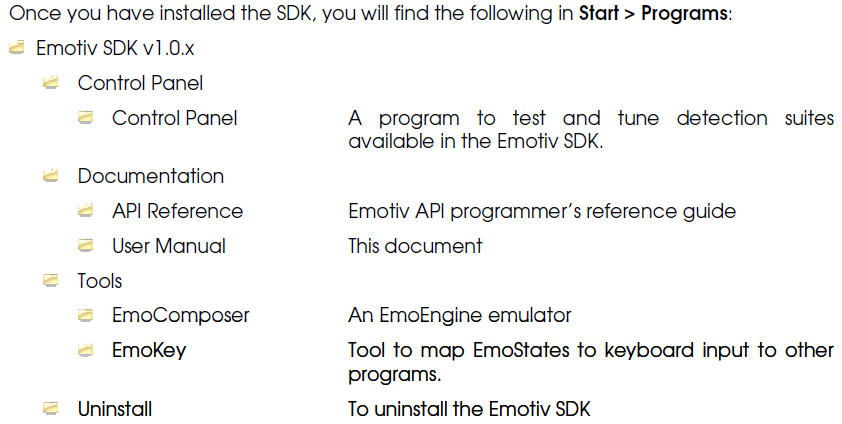 Once you have installed the SDK, you will find the following in Start > Programs:
Emotiv SDK v1.0.x
Control Panel
Control Panel A program to test and tune detection suites
available in the Emotiv SDK.
Documentation
API Reference Emotiv API programmer's reference guide
User Manual This document
Tools
EmoComposer An EmoEngine emulator
EmoKey Tool to map EmoStates to keyboard input to other
programs.
Uninstall To uninstall the Emotiv SDK